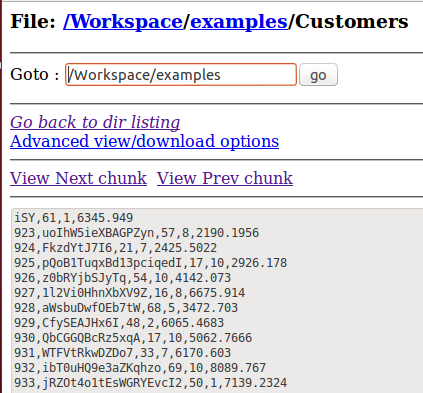 File: /Workspace/examples/Customers
Goto : /Workspace/examples go
Go back to dir listing
Advanced view/download options
View Next chunk View Prev chunk
iSY,61,1,6345.949
923,uoIhW5ieXBAGPZyn,57,8,2190.1956
924,FkzdYtJ7I6,21,7,2425.5022
925,pQoB1TuqxBd13pciqedI,17,10,2926.178
926,z0bRYjbSJyTq,54,10,4142.073
927,1l2Vi0HhnXbXV9Z,16,8,6675.914
928,aWsbuDwfOEb7tW,68,5,3472.703
929,CfySEAJHx6I,48,2,6065.4683
930,QbCGGQBcRz5xqA,17,10,5062.7666
931,WTFVtRkwDZDo7,33,7,6170.603
932,ibT0uHQ9e3aZKqhzo,69,10,8089.767
933,jRZOt4o1tEsWGRYEvcI2,50,1,7139.2324